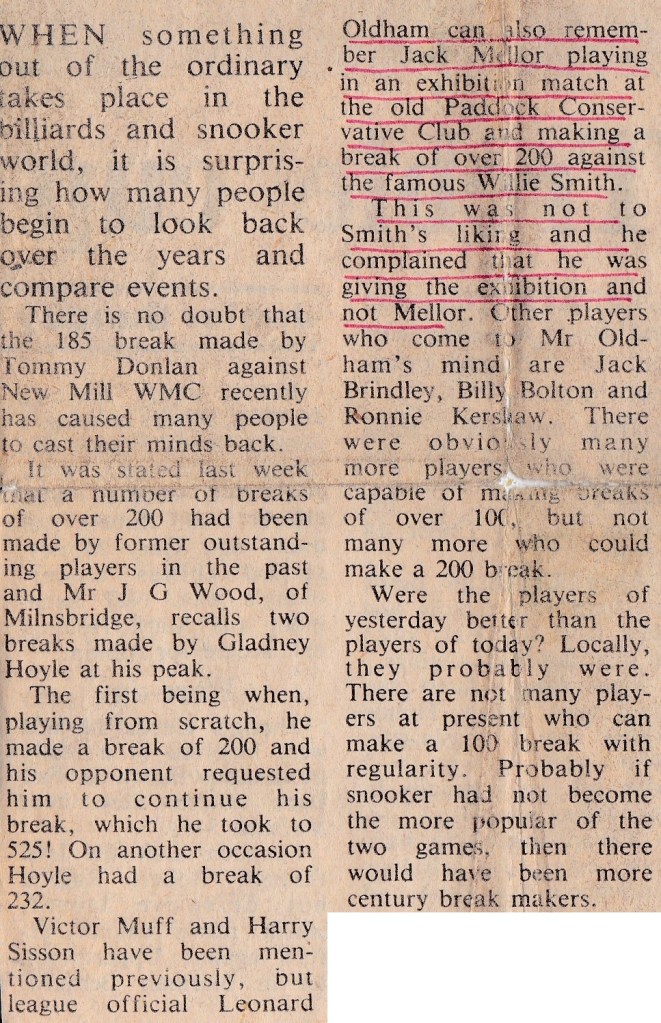 WHEN something
out of the ordinary
takes place in the
billiards and snooker
world, it is surpris-
ing how many people
begin to look back
over the years and
compare events.
There is no doubt that
the 185 break made by
Tommy Donlan against
New Mill WMC recently
has caused many people
to cast their minds back.
It was stated last week
that a number of breaks
of over 200 had been
made by former outstand-
ing players in the past
and Mr J G Wood, of
Milnsbridge, recalls two
breaks made by Gladney
Hoyle at his peak.
The first being when,
playing from scratch, he
made a break of 200 and
his opponent requested
him to continue his
break, which he took to
525! On another occasion
Hoyle had a break of
232.
Victor Muff and Harry
Sisson have been men-
tioned previously, but
league official Leonard
Oldham can also remem-
ber Jack Mellor playing
in an exhibition match at
the old Paddock Conser-
vative Club and making a
break of over 200 against
the famous Willie Smith.
This was not to
Smith's liking and he
complained that he was
giving the exhibition and
not Mellor. Other players
who come to Mr Old-
ham's mind are Jack
Brindley, Billy Bolton and
Ronnie Kershaw. There
were obviously many
more players who were
capable of making breaks
of over 100, but not
many more who could
make a 200 break.
Were the players of
yesterday better than the
players of today? Locally,
they probably were.
There are not many play-
ers at present who can
make a 100 break with
regularity. Probably if
snooker had not become
the more popular of the
two games, then there
would have been more
century break makers.